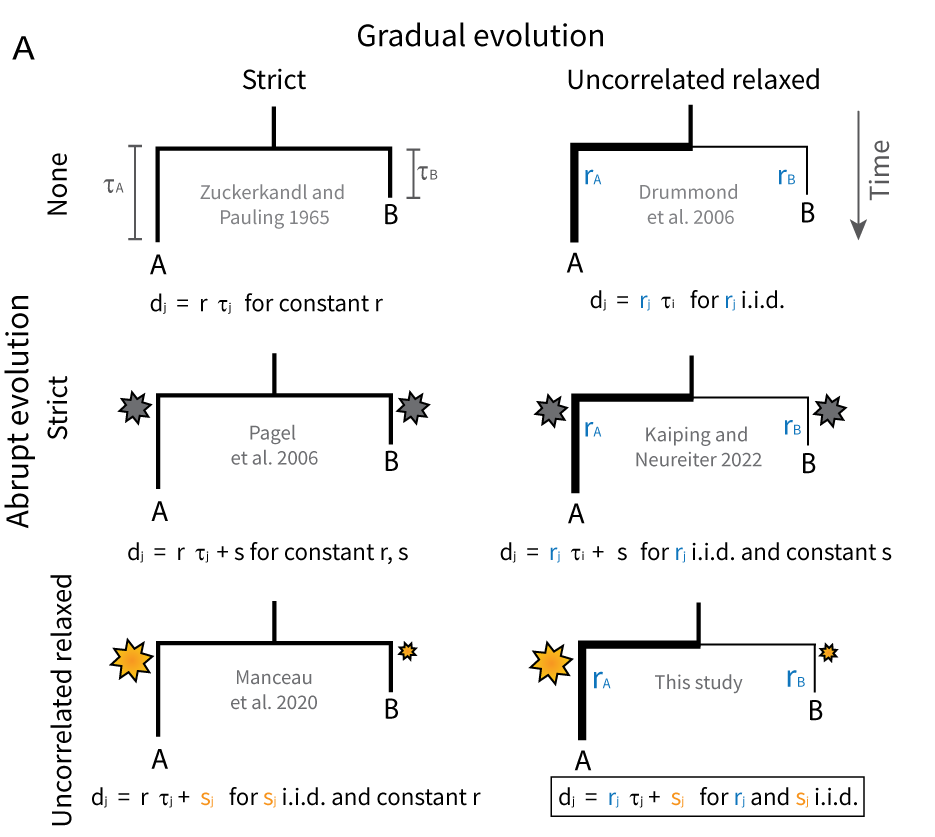 A
Gradual evolution
Strict
Uncorrelated relaxed
Abrupt evolution
None
τA
Zuckerkandl and
Pauling 1965
τB
B
A
dj = r τj for constant r
rA
Drummond
et al. 2006
rB
B
A
Time
dj = rj τi for rj i.i.d.
Strict
Pagel
et al. 2006
B
A
dj = r τj + s for constant r, s
rA
Kaiping and
Neureiter 2022
rB
B
A
dj = rj τi + s for rj i.i.d. and constant s
Uncorrelated relaxed
Manceau
et al. 2020
B
A
dj = r τj + sj for sj i.i.d. and constant r
rA
This study
rB
B
A
dj = rj τj + sj for rj and sj i.i.d.